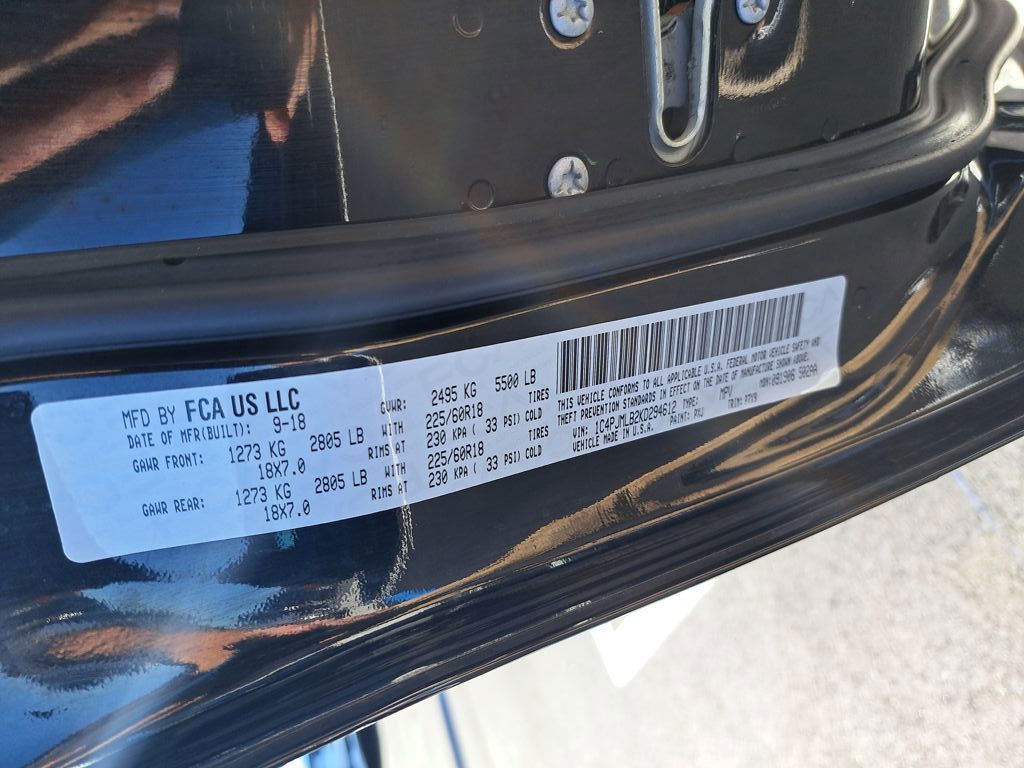 MFD BY FCA US LLC
DATE OF MFR(BUILT): 9-18 GVWR: 2495 KG 5500 LB
GAWR FRONT: 1273 KG 2805 LB WITH 225/60R18 TIRES
18X7.0 RIMS AT 230 KPA ( 33 PSI) COLD
GAWR REAR: 1273 KG 2805 LB WITH 225/60R18 TIRES
18X7.0 RIMS AT 230 KPA ( 33 PSI) COLD
THIS VEHICLE CONFORMS TO ALL APPLICABLE U.S.A. FEDERAL MOTOR VEHICLE SAFETY AND
THEFT PREVENTION STANDARDS IN EFFECT ON THE DATE OF MANUFACTURE SHOWN ABOVE.
VIN: 1C4PJMLB2KD294612 TYPE: MPV MDH:091906 502AA
VEHICLE MADE IN U.S.A. PAINT: PXJ TRIM: